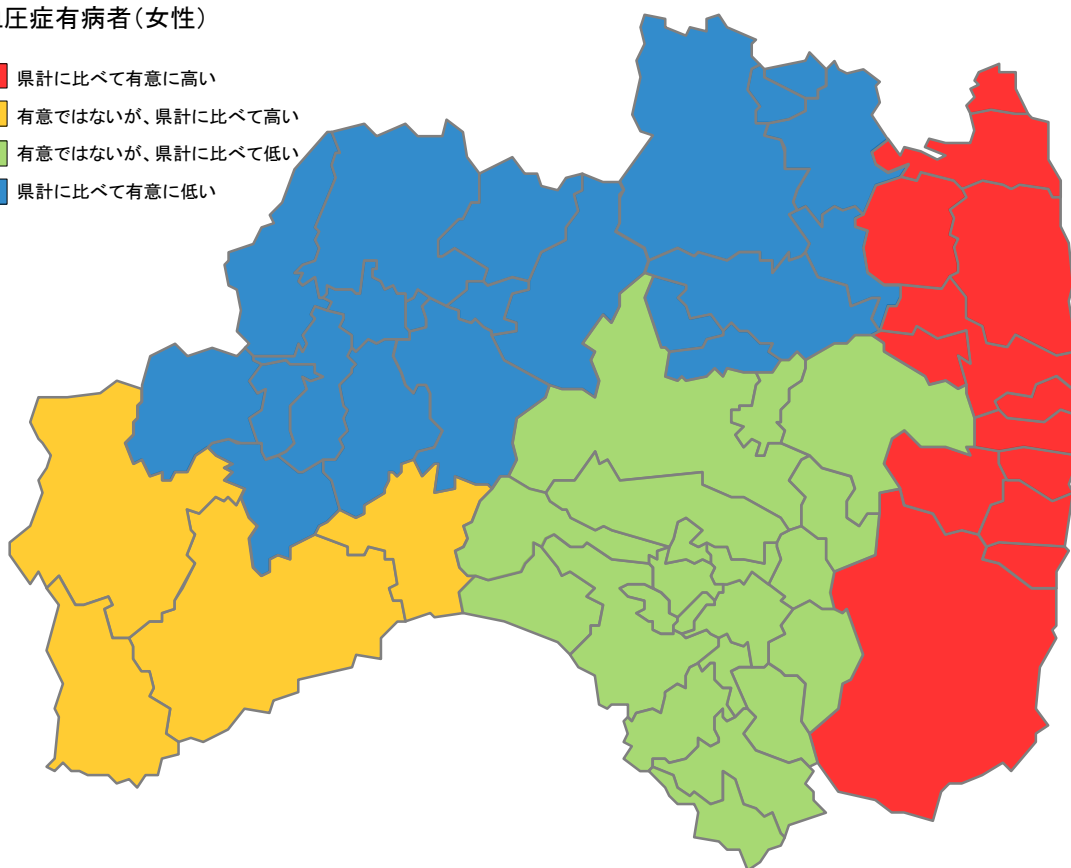 圧症有病者(女性)
県計に比べて有意に高い
有意ではないが、県計に比べて高い
有意ではないが、県計に比べて低い
県計に比べて有意に低い